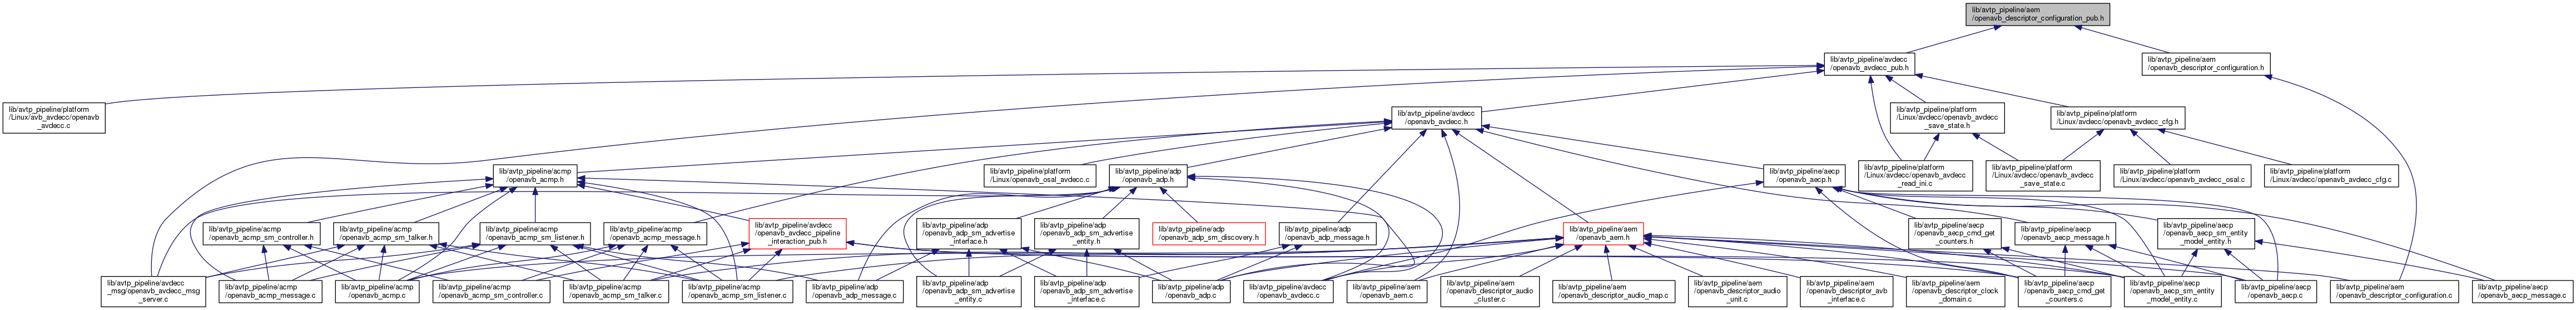 lib/avtp_pipeline/aem
/openavb_descriptor_configuration_pub.h
lib/avtp_pipeline/avdecc
/openavb_avdecc_pub.h
lib/avtp_pipeline/aem
/openavb_descriptor_configuration.h
lib/avtp_pipeline/platform
/Linux/avb_avdecc/openavb
_avdecc.c
lib/avtp_pipeline/avdecc
/openavb_avdecc.h
lib/avtp_pipeline/platform
/Linux/avdecc/openavb_avdecc
_save_state.h
lib/avtp_pipeline/platform
/Linux/avdecc/openavb_avdecc_cfg.h
lib/avtp_pipeline/acmp
/openavb_acmp.h
lib/avtp_pipeline/platform
/Linux/openavb_osal_avdecc.c
lib/avtp_pipeline/adp
/openavb_adp.h
lib/avtp_pipeline/aecp
/openavb_aecp.h
lib/avtp_pipeline/platform
/Linux/avdecc/openavb_avdecc
_read_ini.c
lib/avtp_pipeline/platform
/Linux/avdecc/openavb_avdecc
_save_state.c
lib/avtp_pipeline/platform
/Linux/avdecc/openavb_avdecc_osal.c
lib/avtp_pipeline/platform
/Linux/avdecc/openavb_avdecc_cfg.c
lib/avtp_pipeline/acmp
/openavb_acmp_sm_controller.h
lib/avtp_pipeline/acmp
/openavb_acmp_sm_talker.h
lib/avtp_pipeline/acmp
/openavb_acmp_sm_listener.h
lib/avtp_pipeline/acmp
/openavb_acmp_message.h
lib/avtp_pipeline/avdecc
/openavb_avdecc_pipeline
_interaction_pub.h
lib/avtp_pipeline/adp
/openavb_adp_sm_advertise
_interface.h
lib/avtp_pipeline/adp
/openavb_adp_sm_advertise
_entity.h
lib/avtp_pipeline/adp
/openavb_adp_sm_discovery.h
lib/avtp_pipeline/adp
/openavb_adp_message.h
lib/avtp_pipeline/aem
/openavb_aem.h
lib/avtp_pipeline/aecp
/openavb_aecp_cmd_get
_counters.h
lib/avtp_pipeline/aecp
/openavb_aecp_message.h
lib/avtp_pipeline/aecp
/openavb_aecp_sm_entity
_model_entity.h
lib/avtp_pipeline/avdecc
_msg/openavb_avdecc_msg
_server.c
lib/avtp_pipeline/acmp
/openavb_acmp_message.c
lib/avtp_pipeline/acmp
/openavb_acmp.c
lib/avtp_pipeline/acmp
/openavb_acmp_sm_controller.c
lib/avtp_pipeline/acmp
/openavb_acmp_sm_talker.c
lib/avtp_pipeline/acmp
/openavb_acmp_sm_listener.c
lib/avtp_pipeline/adp
/openavb_adp_message.c
lib/avtp_pipeline/adp
/openavb_adp_sm_advertise
_entity.c
lib/avtp_pipeline/adp
/openavb_adp_sm_advertise
_interface.c
lib/avtp_pipeline/adp
/openavb_adp.c
lib/avtp_pipeline/avdecc
/openavb_avdecc.c
lib/avtp_pipeline/aem
/openavb_aem.c
lib/avtp_pipeline/aem
/openavb_descriptor_audio
_cluster.c
lib/avtp_pipeline/aem
/openavb_descriptor_audio_map.c
lib/avtp_pipeline/aem
/openavb_descriptor_audio
_unit.c
lib/avtp_pipeline/aem
/openavb_descriptor_avb
_interface.c
lib/avtp_pipeline/aem
/openavb_descriptor_clock
_domain.c
lib/avtp_pipeline/aecp
/openavb_aecp_cmd_get
_counters.c
lib/avtp_pipeline/aecp
/openavb_aecp_sm_entity
_model_entity.c
lib/avtp_pipeline/aecp
/openavb_aecp.c
lib/avtp_pipeline/aem
/openavb_descriptor_configuration.c
lib/avtp_pipeline/aecp
/openavb_aecp_message.c